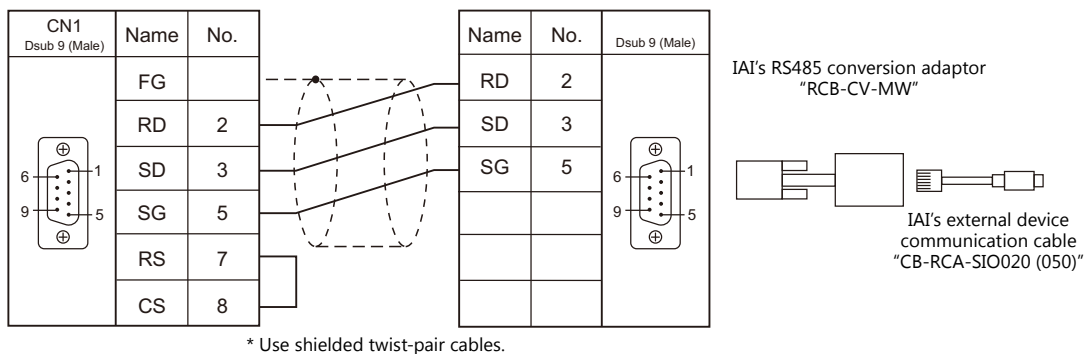 CN1
Dsub 9 (Male)
Name
No.
FG
RD
2
SD
3
SG
5
RS
7
CS
8
6
1
9
5
Name
No.
Dsub 9 (Male)
RD
2
SD
3
SG
5
6
1
9
5
* Use shielded twist-pair cables.
IAI's RS485 conversion adaptor
"RCB-CV-MW"
IAI's external device
communication cable
"CB-RCA-SIO020 (050)"